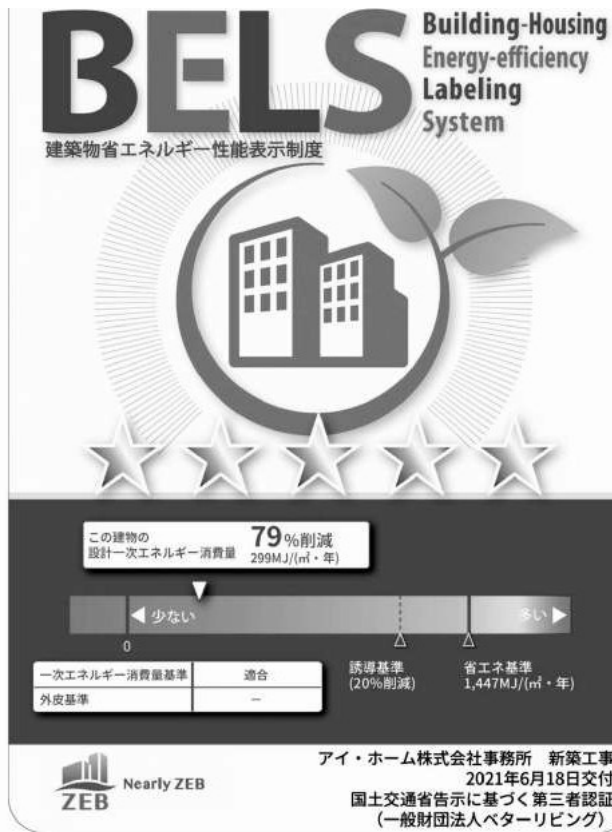 BELS
Building-Housing
Energy-efficiency
Labeling
System
建築物省エネルギー性能表示制度
この建物の
設計一次エネルギー消費量
79%削減
299MJ/(㎡・年)
少ない
多い
0
誘導基準
(20%削減)
省エネ基準
1,447MJ/(㎡・年)
一次エネルギー消費量基準 適合
外皮基準 −
ZEB
Nearly ZEB
アイ・ホーム株式会社事務所 新築工事
2021年6月18日交付
国土交通省告示に基づく第三者認証
(一般財団法人ベターリビング)